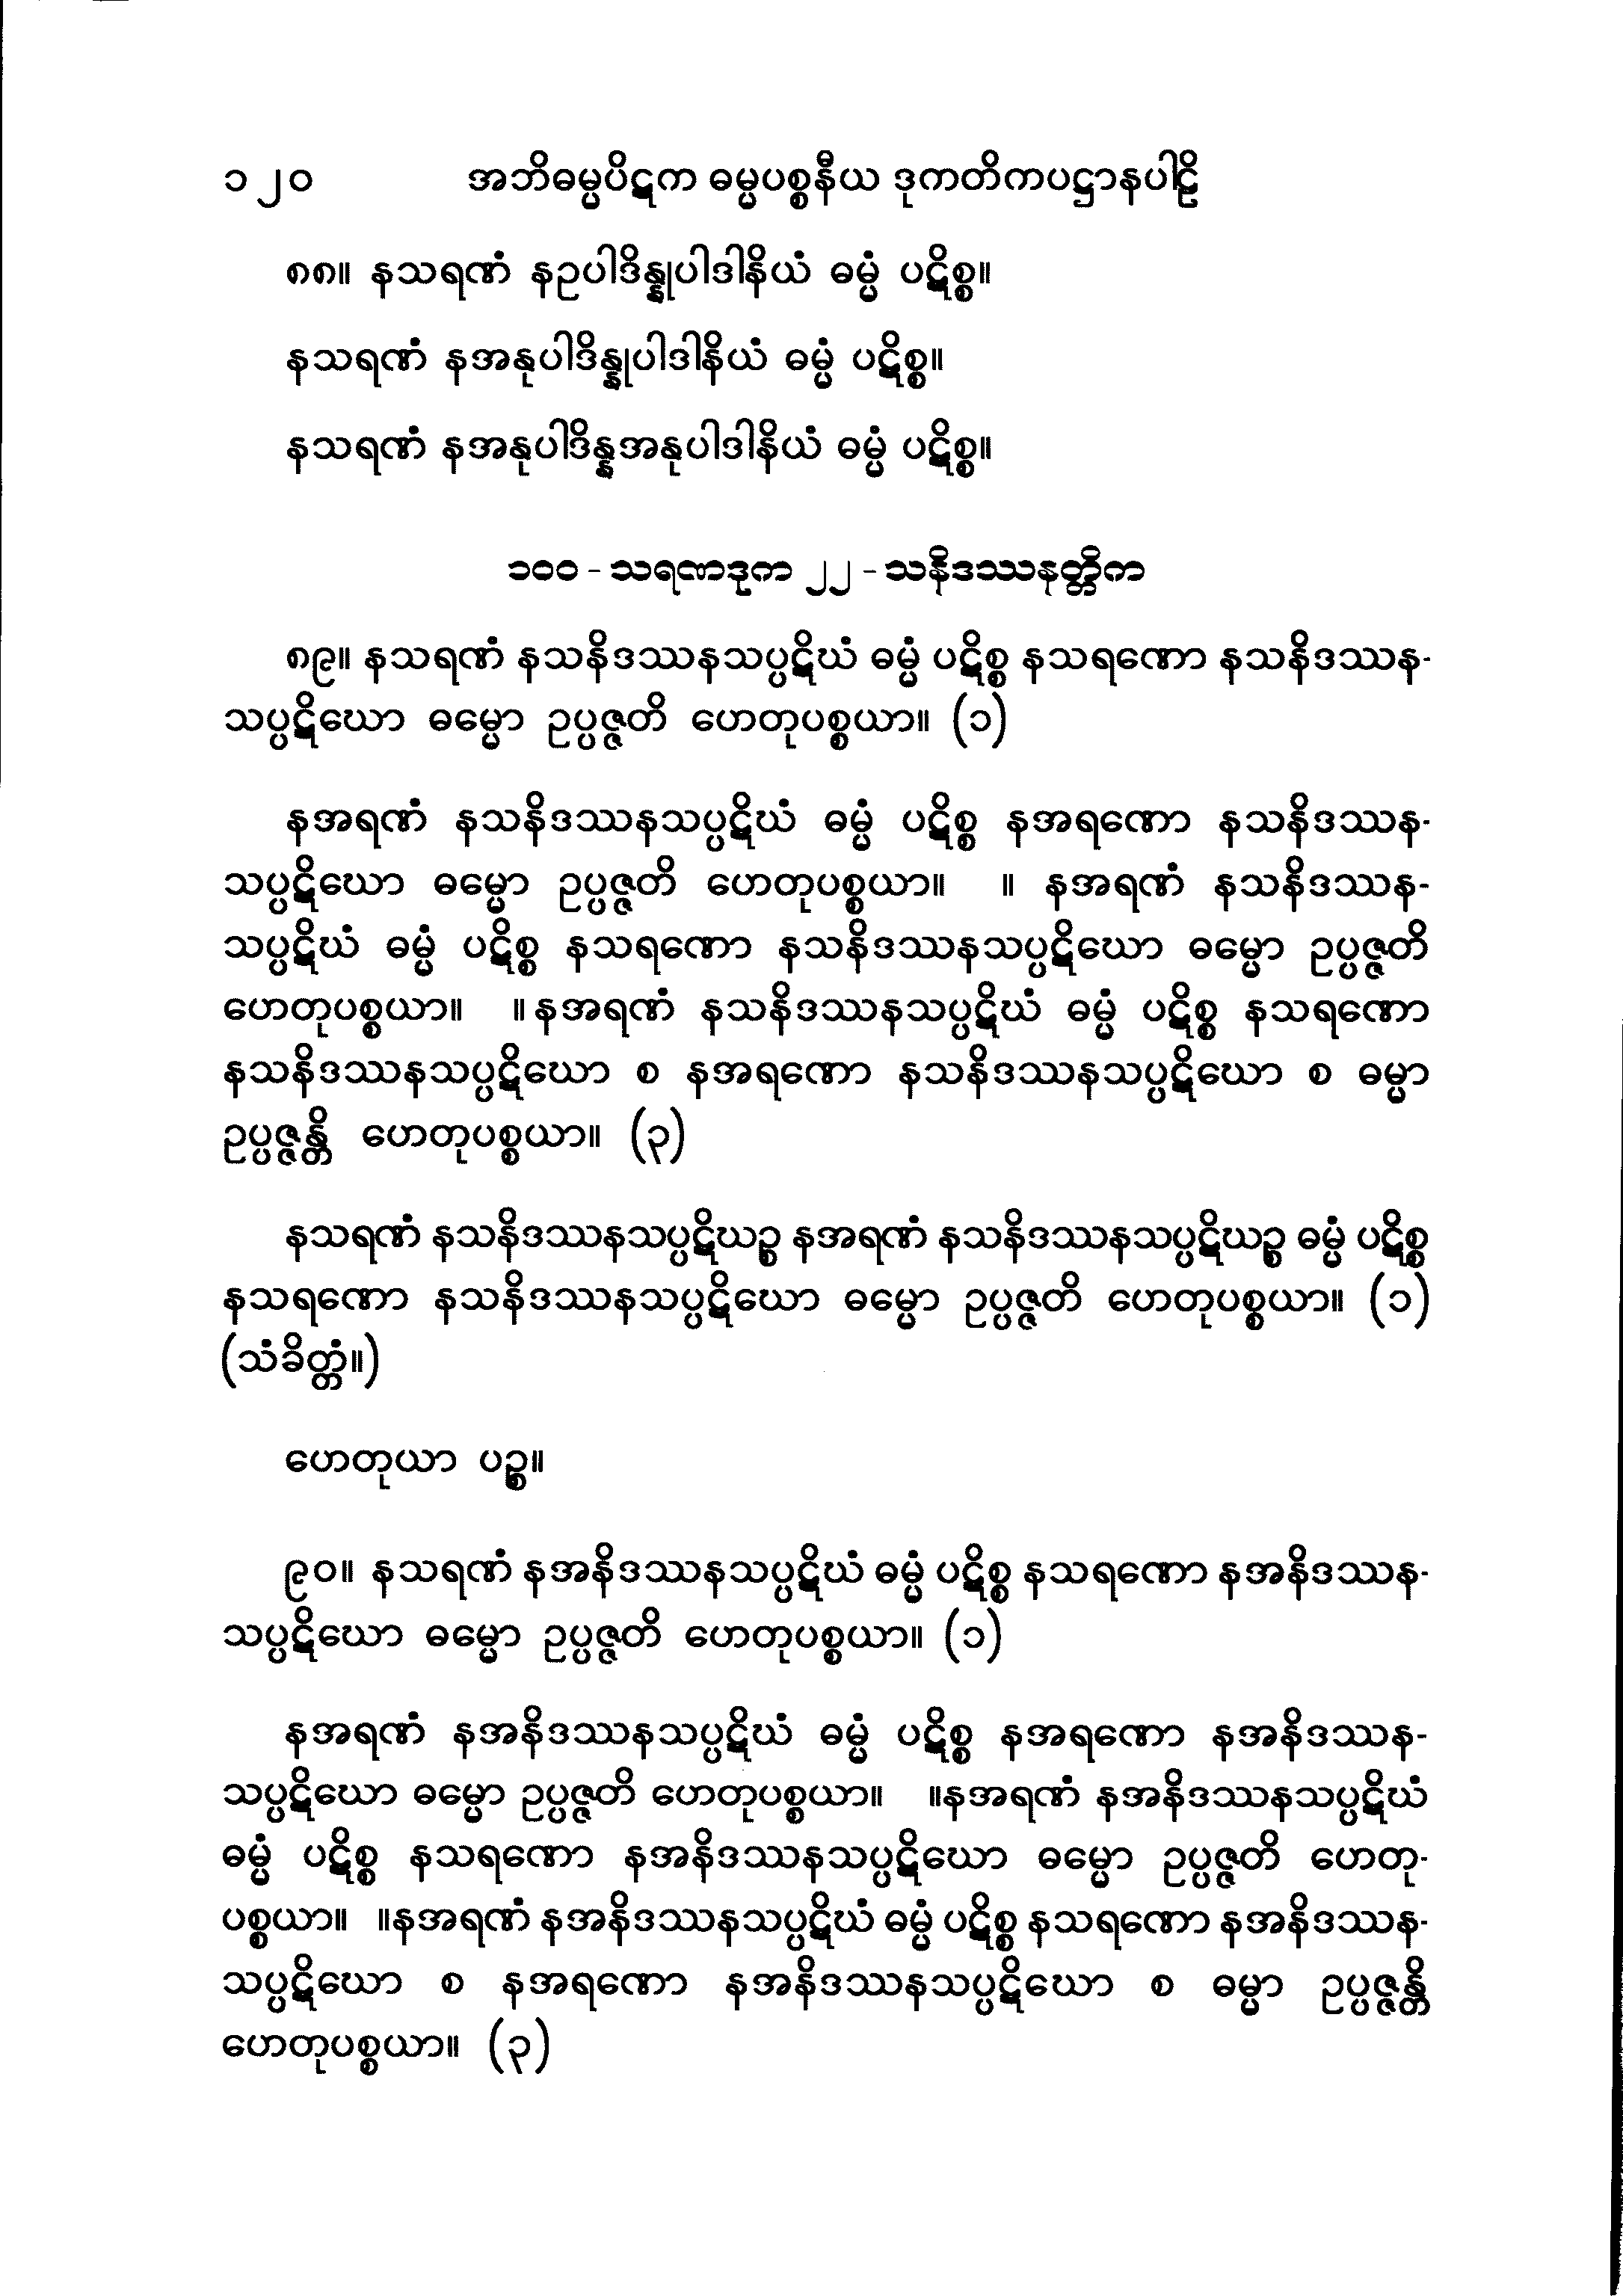 ၁၂၀ အဘိဓမ္မပိဋက ဓမ္မပစ္စနီယ ဒုကတိကပဋ္ဌာနပါဠိ
၈၈။ နသရဏံ နဥပါဒိန္နုပါဒါနိယံ ဓမ္မံ ပဋိစ္စ။
နသရဏံ နအနုပါဒိန္နုပါဒါနိယံ ဓမ္မံ ပဋိစ္စ။
နသရဏံ နအနုပါဒိန္နအနုပါဒါနိယံ ဓမ္မံ ပဋိစ္စ။
၁၀၀ - သရဏဒုက ၂၂ - သနိဒဿနတ္တိက
၈၉။ နသရဏံ နသနိဒဿနသပ္ပဋိဃံ ဓမ္မံ ပဋိစ္စ နသရဏော နသနိဒဿန-
သပ္ပဋိဃော ဓမ္မော ဥပ္ပဇ္ဇတိ ဟေတုပစ္စယာ။ (၁)
နအရဏံ နသနိဒဿနသပ္ပဋိဃံ ဓမ္မံ ပဋိစ္စ နအရဏော နသနိဒဿန-
သပ္ပဋိဃော ဓမ္မော ဥပ္ပဇ္ဇတိ ဟေတုပစ္စယာ။ ။ နအရဏံ နသနိဒဿန-
သပ္ပဋိဃံ ဓမ္မံ ပဋိစ္စ နသရဏော နသနိဒဿနသပ္ပဋိဃော ဓမ္မော ဥပ္ပဇ္ဇတိ
ဟေတုပစ္စယာ။ ။ နအရဏံ နသနိဒဿနသပ္ပဋိဃံ ဓမ္မံ ပဋိစ္စ နသရဏော
နသနိဒဿနသပ္ပဋိဃော စ နအရဏော နသနိဒဿနသပ္ပဋိဃော စ ဓမ္မာ
ဥပ္ပဇ္ဇန္တိ ဟေတုပစ္စယာ။ (၃)
နသရဏံ နသနိဒဿနသပ္ပဋိဃဉ္စ နအရဏံ နသနိဒဿနသပ္ပဋိဃဉ္စ ဓမ္မံ ပဋိစ္စ
နသရဏော နသနိဒဿနသပ္ပဋိဃော ဓမ္မော ဥပ္ပဇ္ဇတိ ဟေတုပစ္စယာ။ (၁)
(သံခိတ္တံ။)
ဟေတုယာ ပဉ္စ။
၉၀။ နသရဏံ နအနိဒဿနသပ္ပဋိဃံ ဓမ္မံ ပဋိစ္စ နသရဏော နအနိဒဿန-
သပ္ပဋိဃော ဓမ္မော ဥပ္ပဇ္ဇတိ ဟေတုပစ္စယာ။ (၁)
နအရဏံ နအနိဒဿနသပ္ပဋိဃံ ဓမ္မံ ပဋိစ္စ နအရဏော နအနိဒဿန-
သပ္ပဋိဃော ဓမ္မော ဥပ္ပဇ္ဇတိ ဟေတုပစ္စယာ။ ။နအရဏံ နအနိဒဿနသပ္ပဋိဃံ
ဓမ္မံ ပဋိစ္စ နသရဏော နအနိဒဿနသပ္ပဋိဃော ဓမ္မော ဥပ္ပဇ္ဇတိ ဟေတု-
ပစ္စယာ။ ။နအရဏံ နအနိဒဿနသပ္ပဋိဃံ ဓမ္မံ ပဋိစ္စ နသရဏော နအနိဒဿန-
သပ္ပဋိဃော စ နအရဏော နအနိဒဿနသပ္ပဋိဃော စ ဓမ္မာ ဥပ္ပဇ္ဇန္တိ
ဟေတုပစ္စယာ။ (၃)